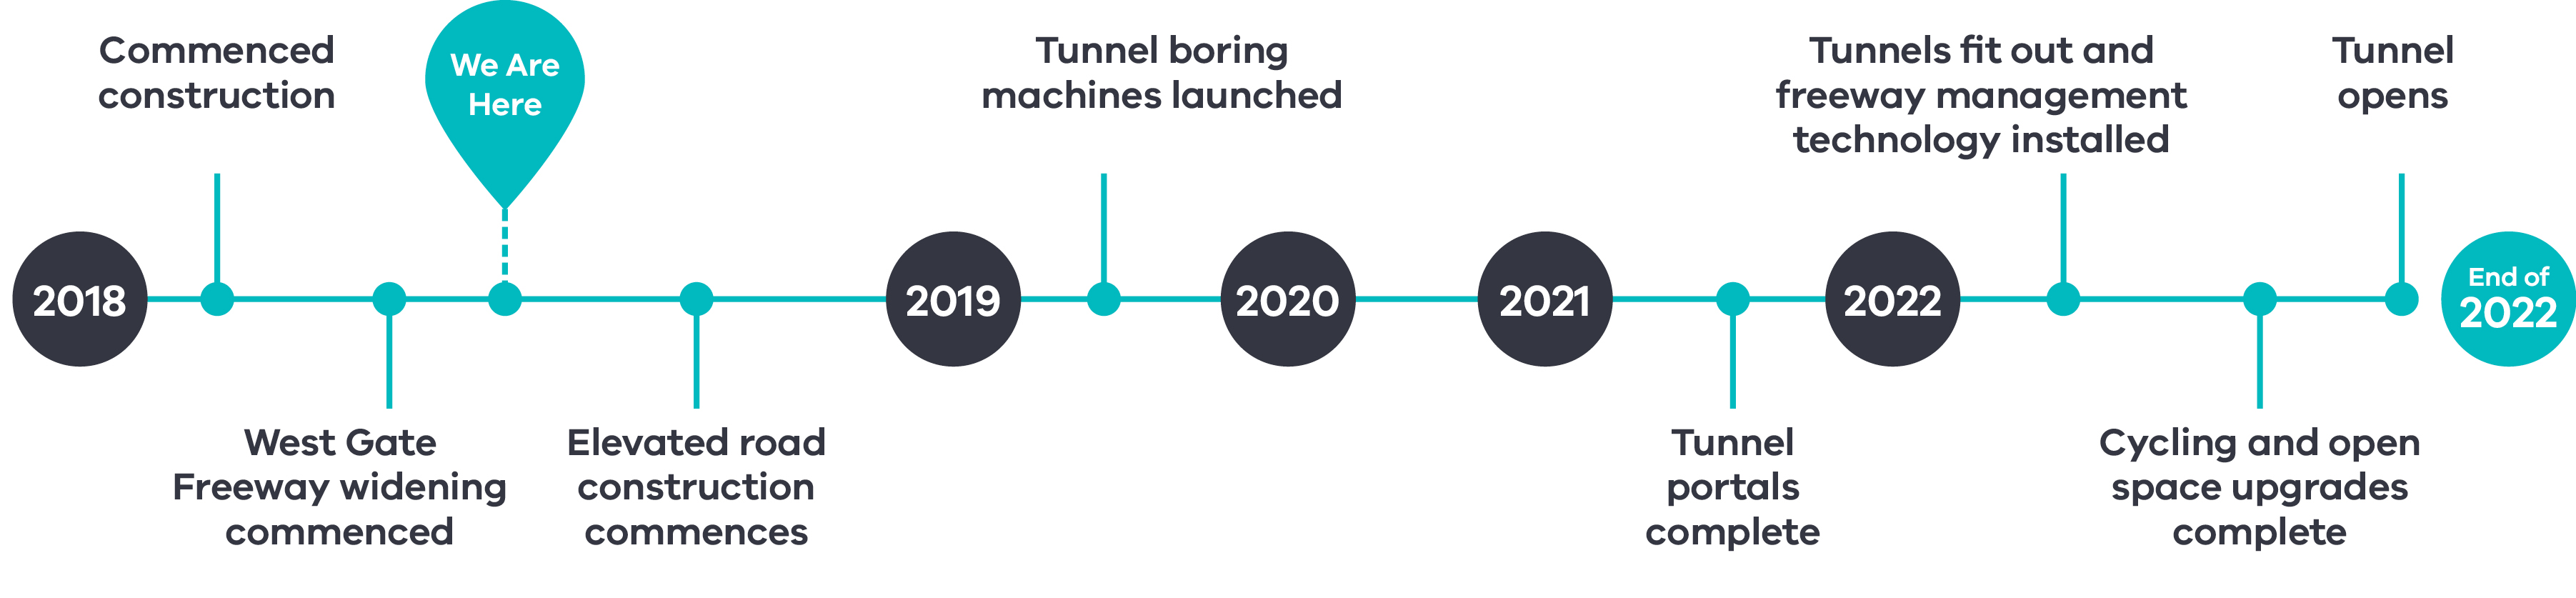 Commenced
construction
We Are
Here
Tunnel boring
machines launched
Tunnels fit out and
freeway management
technology installed
Tunnel
opens
2018
2019
2020
2021
2022
End of
2022
West Gate
Freeway widening
commenced
Elevated road
construction
commences
Tunnel
portals
complete
Cycling and open
space upgrades
complete